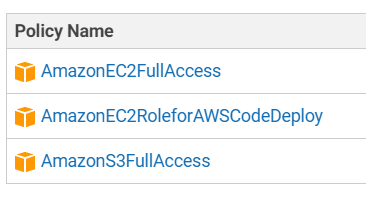 Policy Name
AmazonEC2FullAccess
AmazonEC2RoleforAWSCodeDeploy
AmazonS3FullAccess